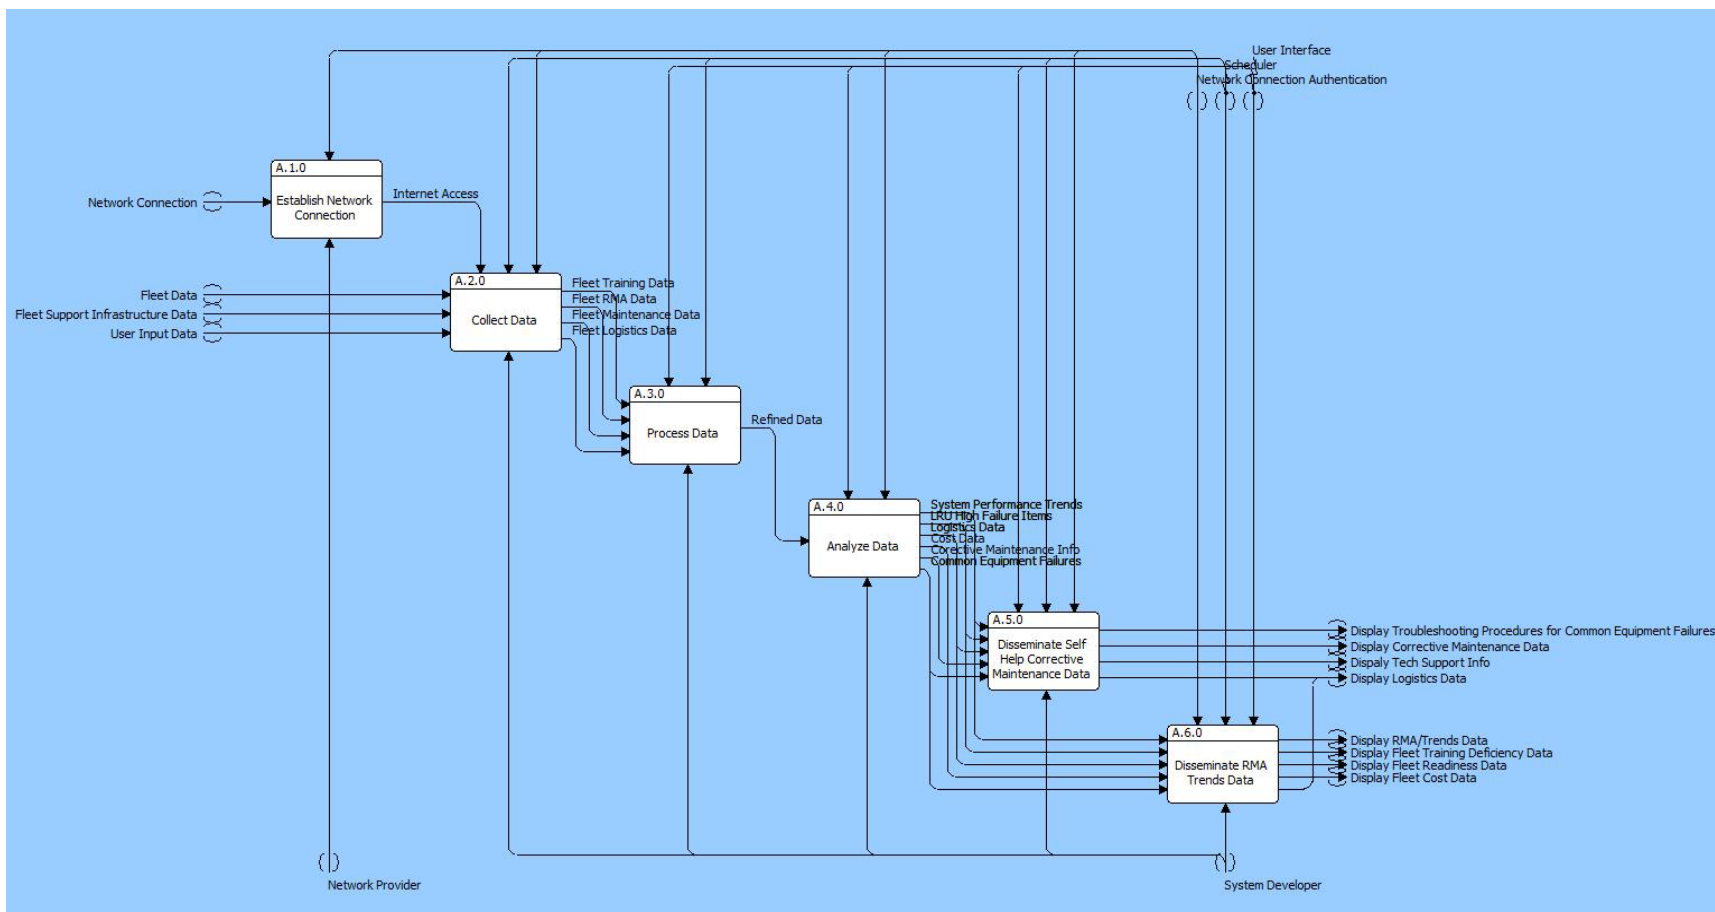 User Interface
Scheduler
Network Connection Authentication
A.1.0
Establish Network
Connection
Network Connection
Internet Access
A.2.0
Collect Data
Fleet Data
Fleet Support Infrastructure Data
User Input Data
Fleet Training Data
Fleet RMA Data
Fleet Maintenance Data
Fleet Logistics Data
A.3.0
Process Data
Refined Data
A.4.0
Analyze Data
System Performance Trends
LRU High Failure Items
Logistics Data
Cost Data
Corective Maintenance Info
Common Equipment Failures
A.5.0
Disseminate Self
Help Corrective
Maintenance Data
Display Troubleshooting Procedures for Common Equipment Failures
Display Corrective Maintenance Data
Dispaly Tech Support Info
Display Logistics Data
A.6.0
Disseminate RMA
Trends Data
Display RMA/Trends Data
Display Fleet Training Deficiency Data
Display Fleet Readiness Data
Display Fleet Cost Data
Network Provider
System Developer